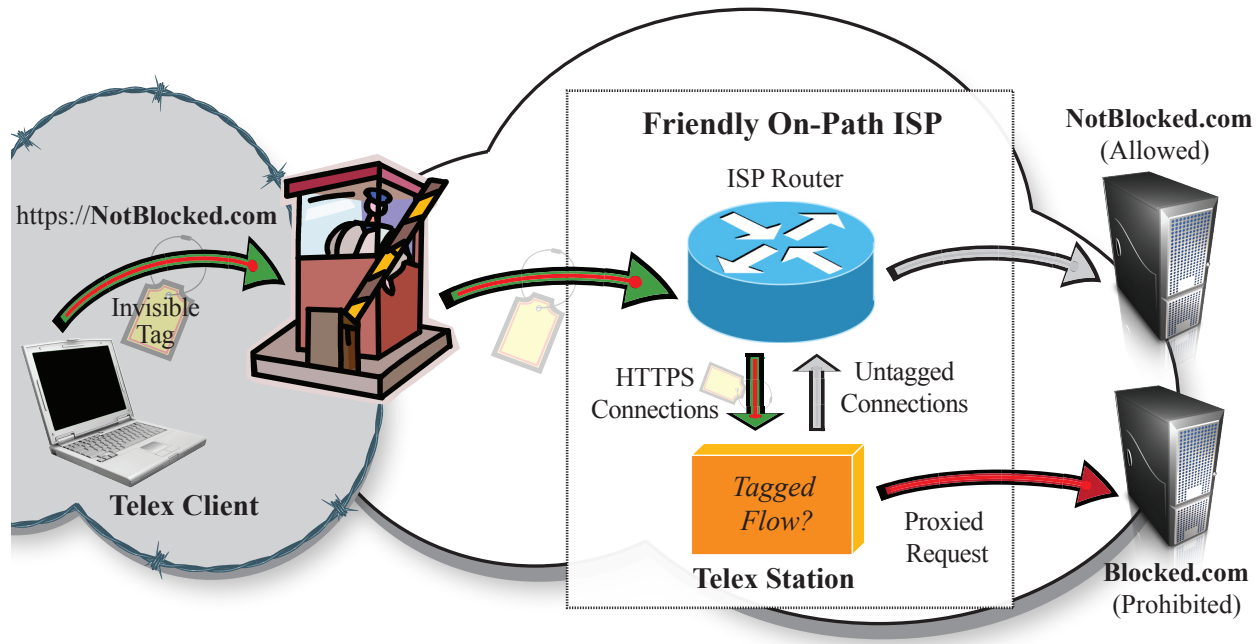 https://NotBlocked.com
Invisible
Tag
Telex Client
Friendly On-Path ISP
ISP Router
HTTPS
Connections
Untagged
Connections
Tagged
Flow?
Telex Station
Proxied
Request
NotBlocked.com
(Allowed)
Blocked.com
(Prohibited)